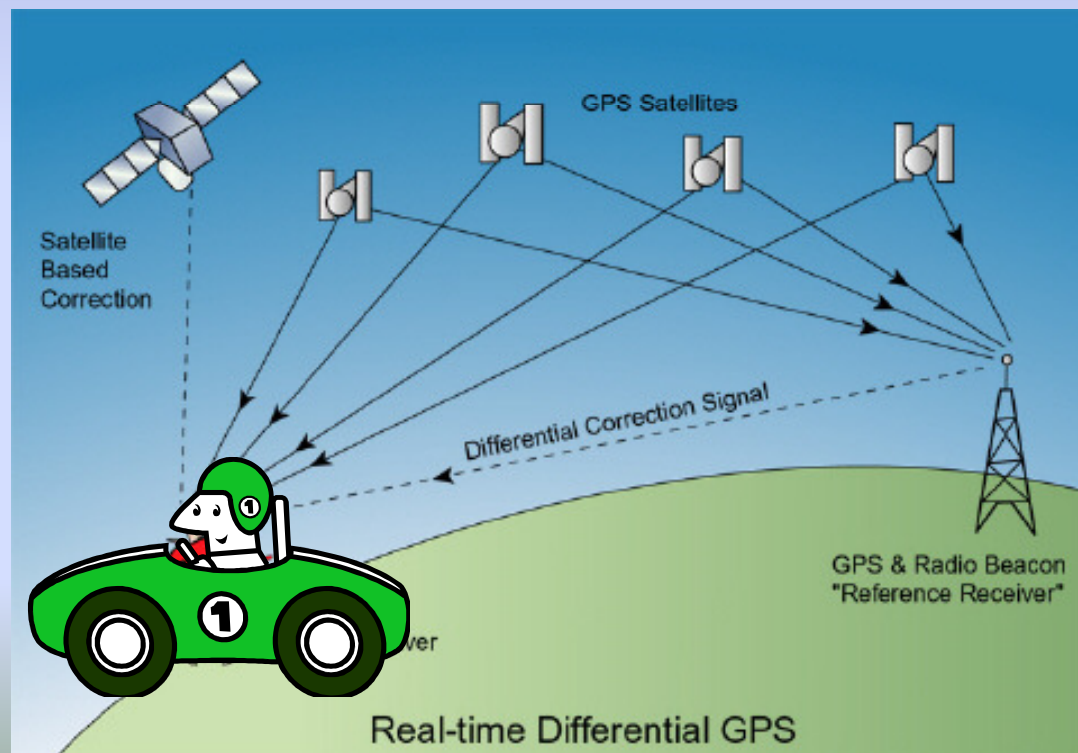 GPS Satellites
Satellite
Based
Correction
Differential Correction Signal
1
1
GPS & Radio Beacon
"Reference Receiver"
Real-time Differential GPS